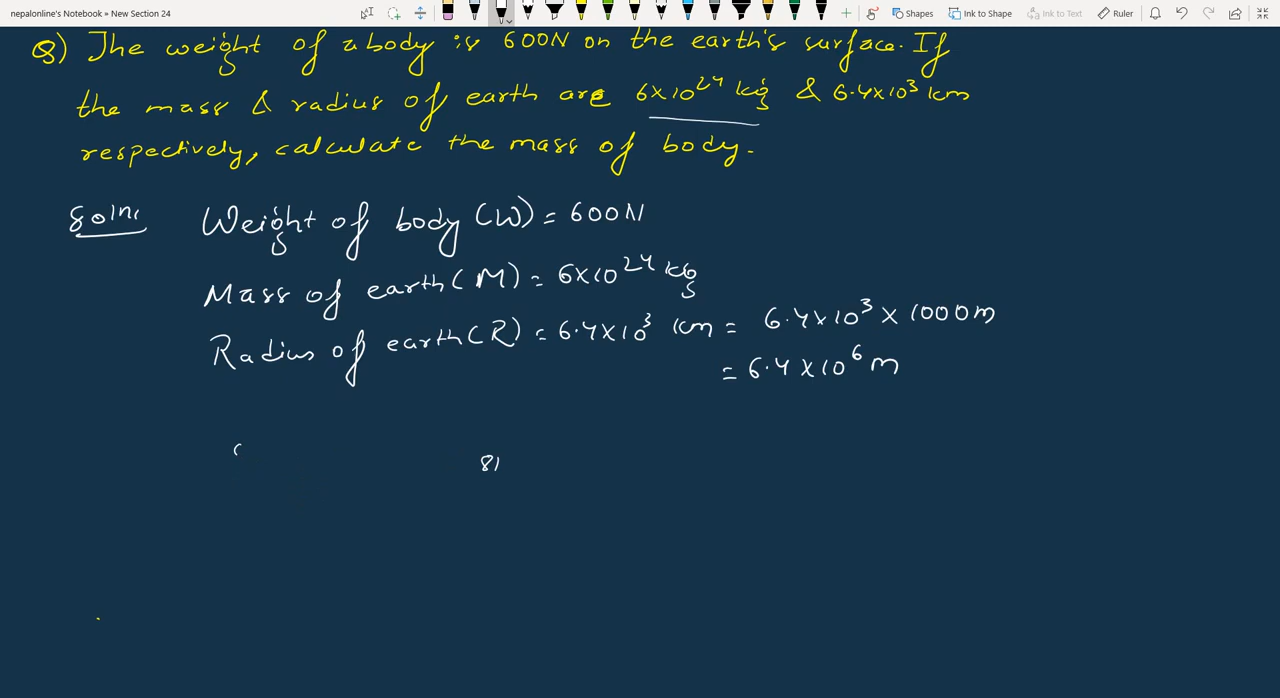 nepalonline's Notebook » New Section 24
Shapes Ink to Shape Ink to Text Ruler
Q) The weight of a body is 600N on the earth's surface. If
the mass & radius of earth are 6×10²⁴ kg & 6.4×10³ km
respectively, calculate the mass of body.
Soln, Weight of body (W) = 600N
Mass of earth (M) = 6×10²⁴ kg
Radius of earth (R) = 6.4×10³ km = 6.4×10³ × 1000m
= 6.4×10⁶ m
81